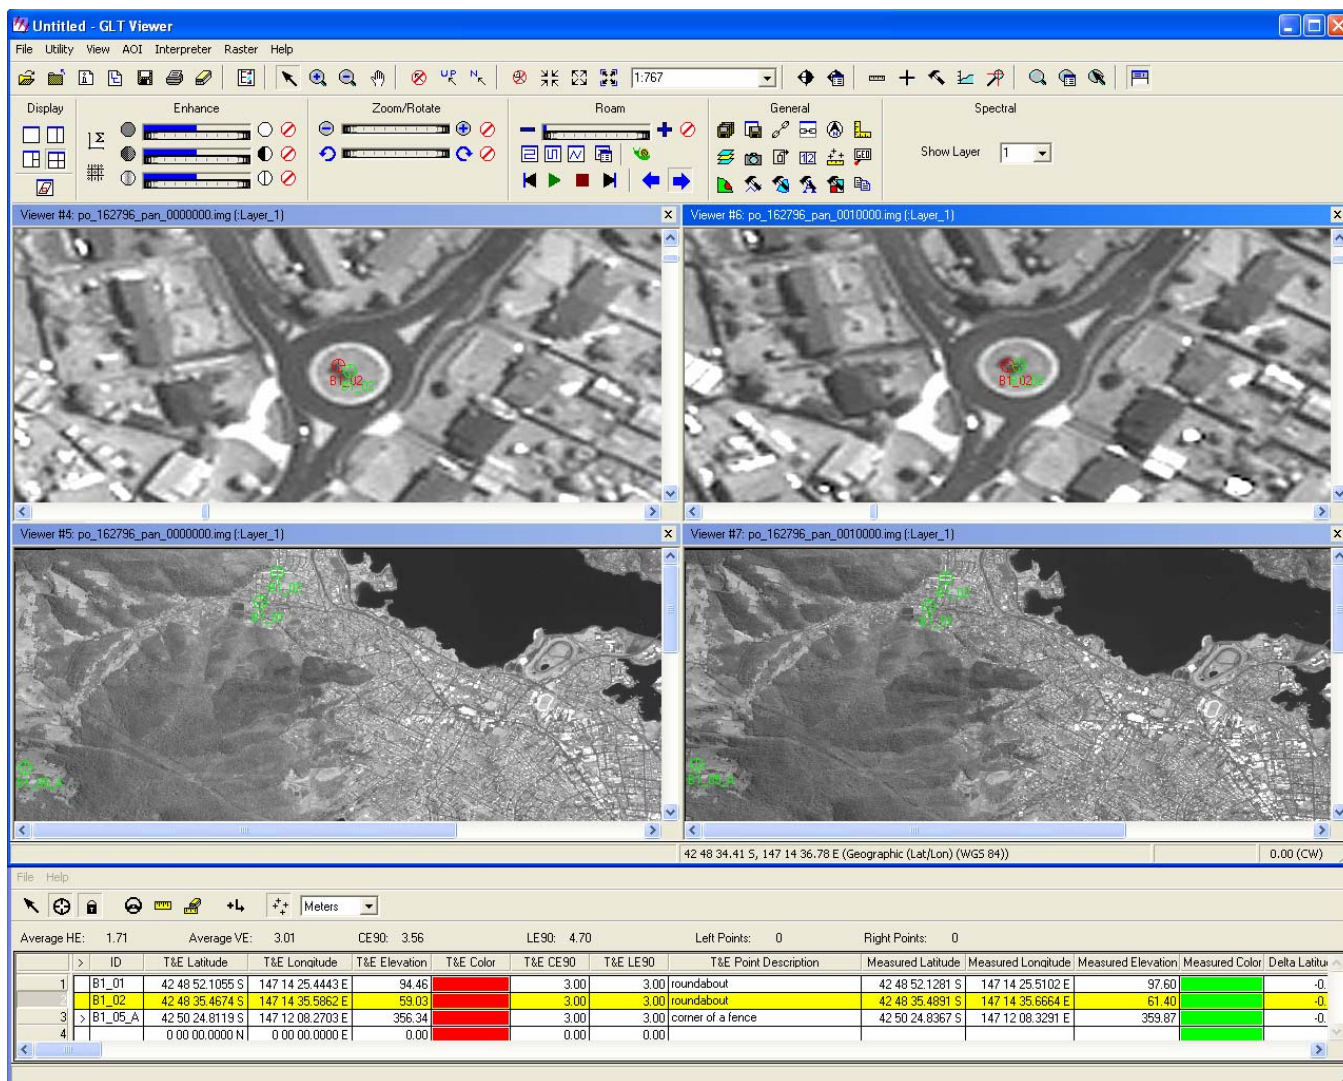 Untitled - GLT Viewer
File Utility View AOI Interpreter Raster Help
UP N 1:767
Display Enhance Zoom/Rotate Roam General Spectral
Show Layer 1
Viewer #4: po_162796_pan_0000000.img (:Layer_1)
Viewer #6: po_162796_pan_0010000.img (:Layer_1)
B1_02
B1_02
Viewer #5: po_162796_pan_0000000.img (:Layer_1)
Viewer #7: po_162796_pan_0010000.img (:Layer_1)
42 48 34.41 S, 147 14 36.78 E (Geographic (Lat/Lon) (WGS 84)) 0.00 (CW)
File Help
Meters
Average HE: 1.71 Average VE: 3.01 CE90: 3.56 LE90: 4.70 Left Points: 0 Right Points: 0
> ID T&E Latitude T&E Longitude T&E Elevation T&E Color T&E CE90 T&E LE90 T&E Point Description Measured Latitude Measured Longitude Measured Elevation Measured Color Delta Latitu
1 B1_01 42 48 52.1055 S 147 14 25.4443 E 94.46 3.00 3.00 roundabout 42 48 52.1281 S 147 14 25.5102 E 97.60 -0.
2 B1_02 42 48 35.4674 S 147 14 35.5862 E 59.03 3.00 3.00 roundabout 42 48 35.4891 S 147 14 35.6664 E 61.40 -0.
3 > B1_05_A 42 50 24.8119 S 147 12 08.2703 E 356.34 3.00 3.00 corner of a fence 42 50 24.8367 S 147 12 08.3291 E 359.87 -0.
4 0 00 00.0000 N 0 00 00.0000 E 0.00 0.00 0.00